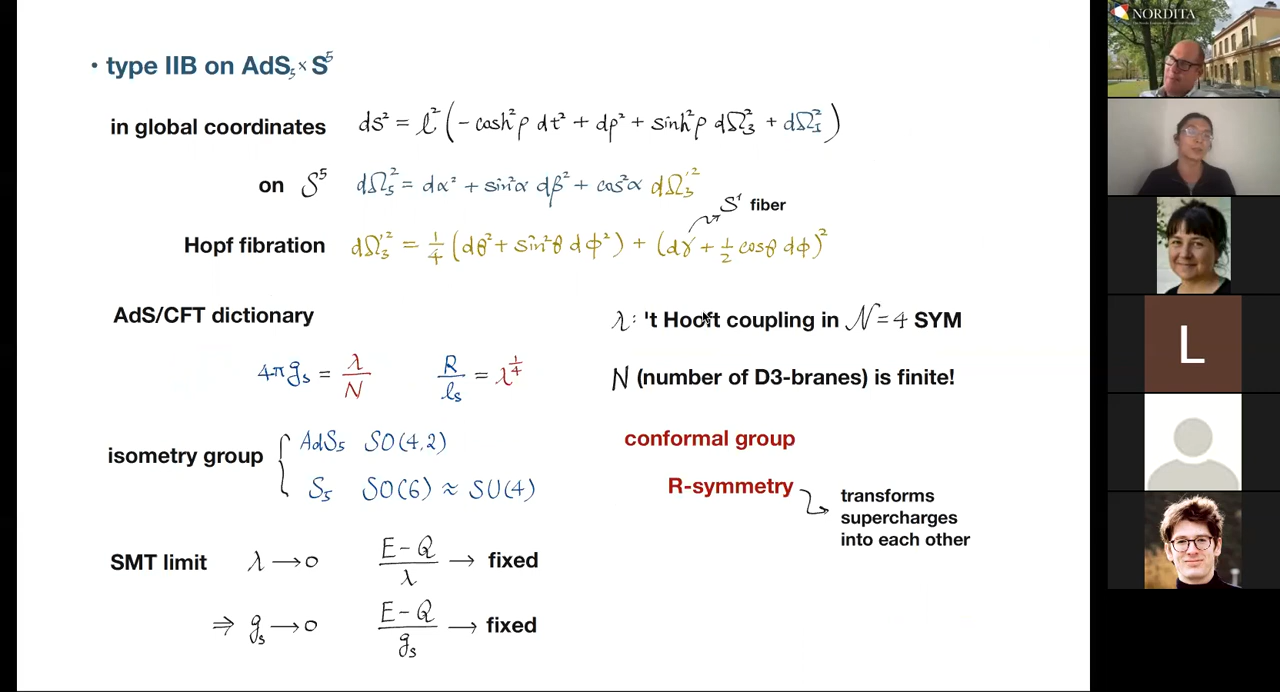 • type IIB on AdS₅ × S⁵
in global coordinates ds² = ℓ² (− cosh²ρ dt² + dρ² + sinh²ρ dΩ₃² + dΩ₅²)
on S⁵ dΩ₅² = dα² + sin²α dβ² + cos²α dΩ₃'²
S¹ fiber
Hopf fibration dΩ₃'² = 1/4 (dθ² + sin²θ dϕ²) + (dγ + 1/2 cosθ dϕ)²
AdS/CFT dictionary
λ: 't Hooft coupling in 𝒩 = 4 SYM
4π gₛ = λ/N R/ℓₛ = λ^{1/4}
N (number of D3-branes) is finite!
isometry group { AdS₅ SO(4,2)
conformal group
S₅ SO(6) ≈ SU(4)
R-symmetry
transforms
supercharges
into each other
SMT limit λ → 0 (E − Q)/λ → fixed
⇒ gₛ → 0 (E − Q)/gₛ → fixed
NORDITA
L